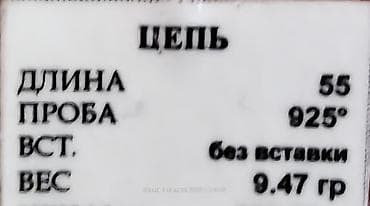 ЦЕПЬ
ДЛИНА 55
ПРОБА 925°
ВСТ. без вставки
ВЕС 9.47 гр